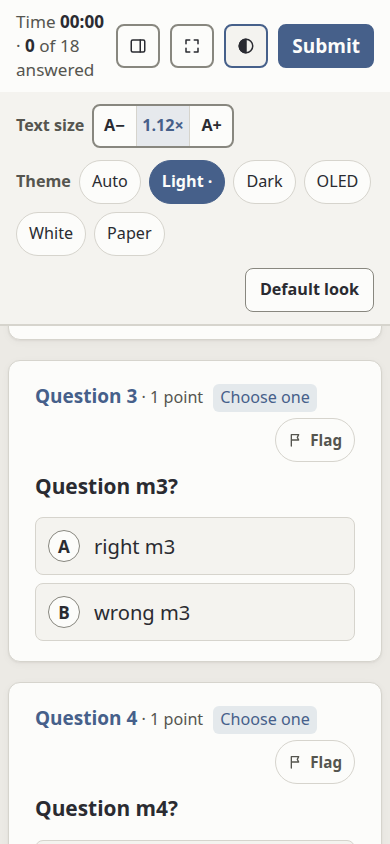 Time 00:00
· 0 of 18
answered
Submit
Text size A− 1.12× A+
Theme Auto Light · Dark OLED
White Paper
Default look
Question 3 · 1 point Choose one
Flag
Question m3?
A right m3
B wrong m3
Question 4 · 1 point Choose one
Flag
Question m4?